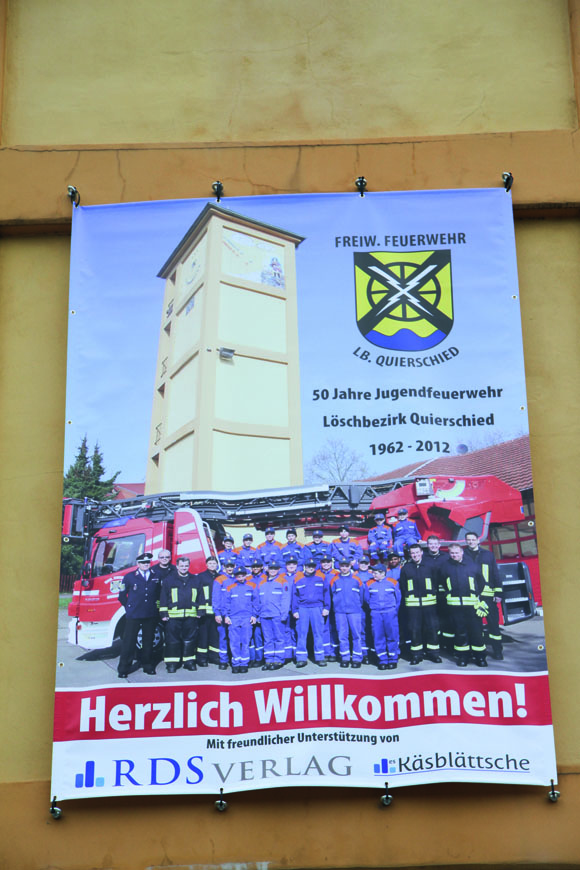 FREIW. FEUERWEHR
LB. QUIERSCHIED
50 Jahre Jugendfeuerwehr
Löschbezirk Quierschied
1962 - 2012
Herzlich Willkommen!
Mit freundlicher Unterstützung von
RDS VERLAG
es Käsblättsche